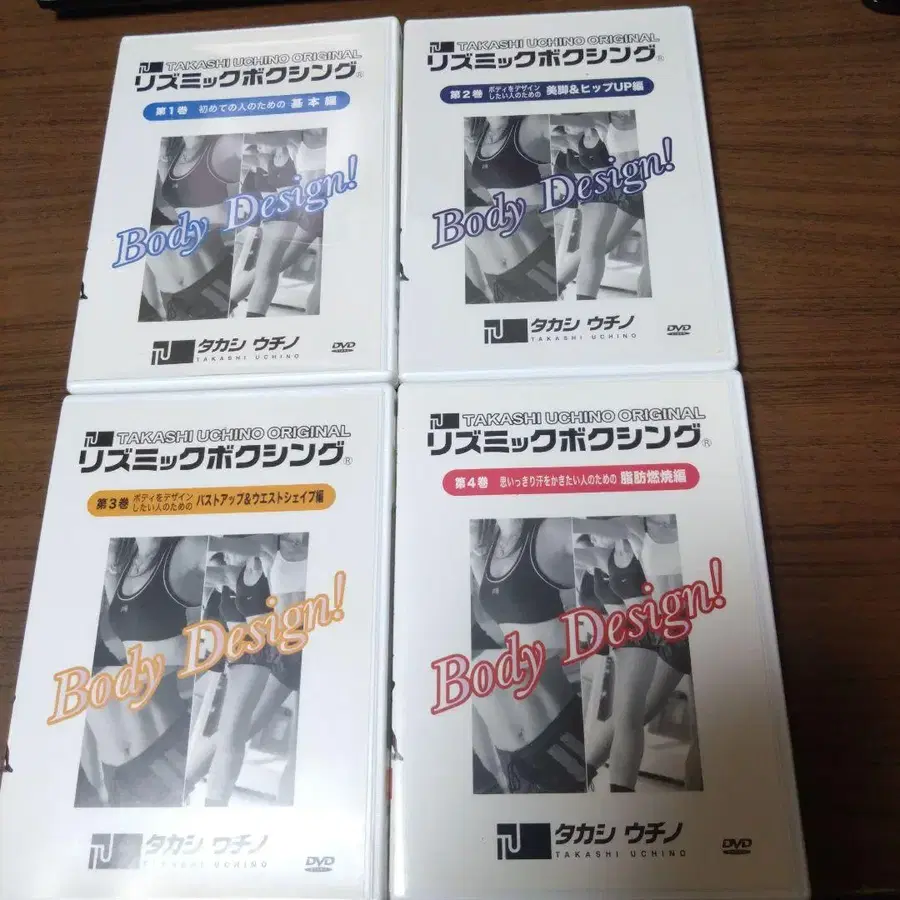 TAKASHI UCHINO ORIGINAL
リズミックボクシング®
第1巻 初めての人のための 基本編
Body Design!
TU タカシ ウチノ
TAKASHI UCHINO
DVD
TAKASHI UCHINO ORIGINAL
リズミックボクシング®
第2巻 ボディをデザイン
したい人のための 美脚&ヒップUP編
Body Design!
TU タカシ ウチノ
TAKASHI UCHINO
DVD
TAKASHI UCHINO ORIGINAL
リズミックボクシング®
第3巻 ボディをデザイン
したい人のための バストアップ&ウエストシェイプ編
Body Design!
TU タカシ ウチノ
TAKASHI UCHINO
DVD
TAKASHI UCHINO ORIGINAL
リズミックボクシング®
第4巻 思いっきり汗をかきたい人のための 脂肪燃焼編
Body Design!
TU タカシ ウチノ
TAKASHI UCHINO
DVD